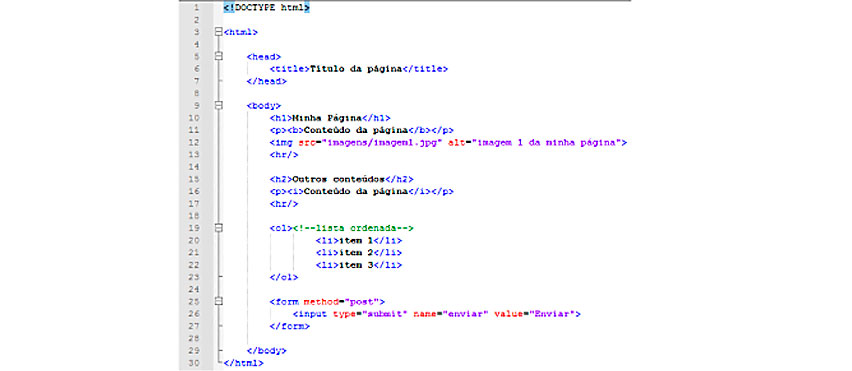 1 <!DOCTYPE html>
2
3 <html>
4
5 <head>
6 <title>Título da página</title>
7 </head>
8
9 <body>
10 <h1>Minha Página</h1>
11 <p><b>Conteúdo da página</b></p>
12 <img src="imagens/imagem1.jpg" alt="imagem 1 da minha página">
13 <hr/>
14
15 <h2>Outros conteúdos</h2>
16 <p><i>Conteúdo da página</i></p>
17 <hr/>
18
19 <ol><!--lista ordenada-->
20 <li>item 1</li>
21 <li>item 2</li>
22 <li>item 3</li>
23 </ol>
24
25 <form method="post">
26 <input type="submit" name="enviar" value="Enviar">
27 </form>
28
29 </body>
30 </html>